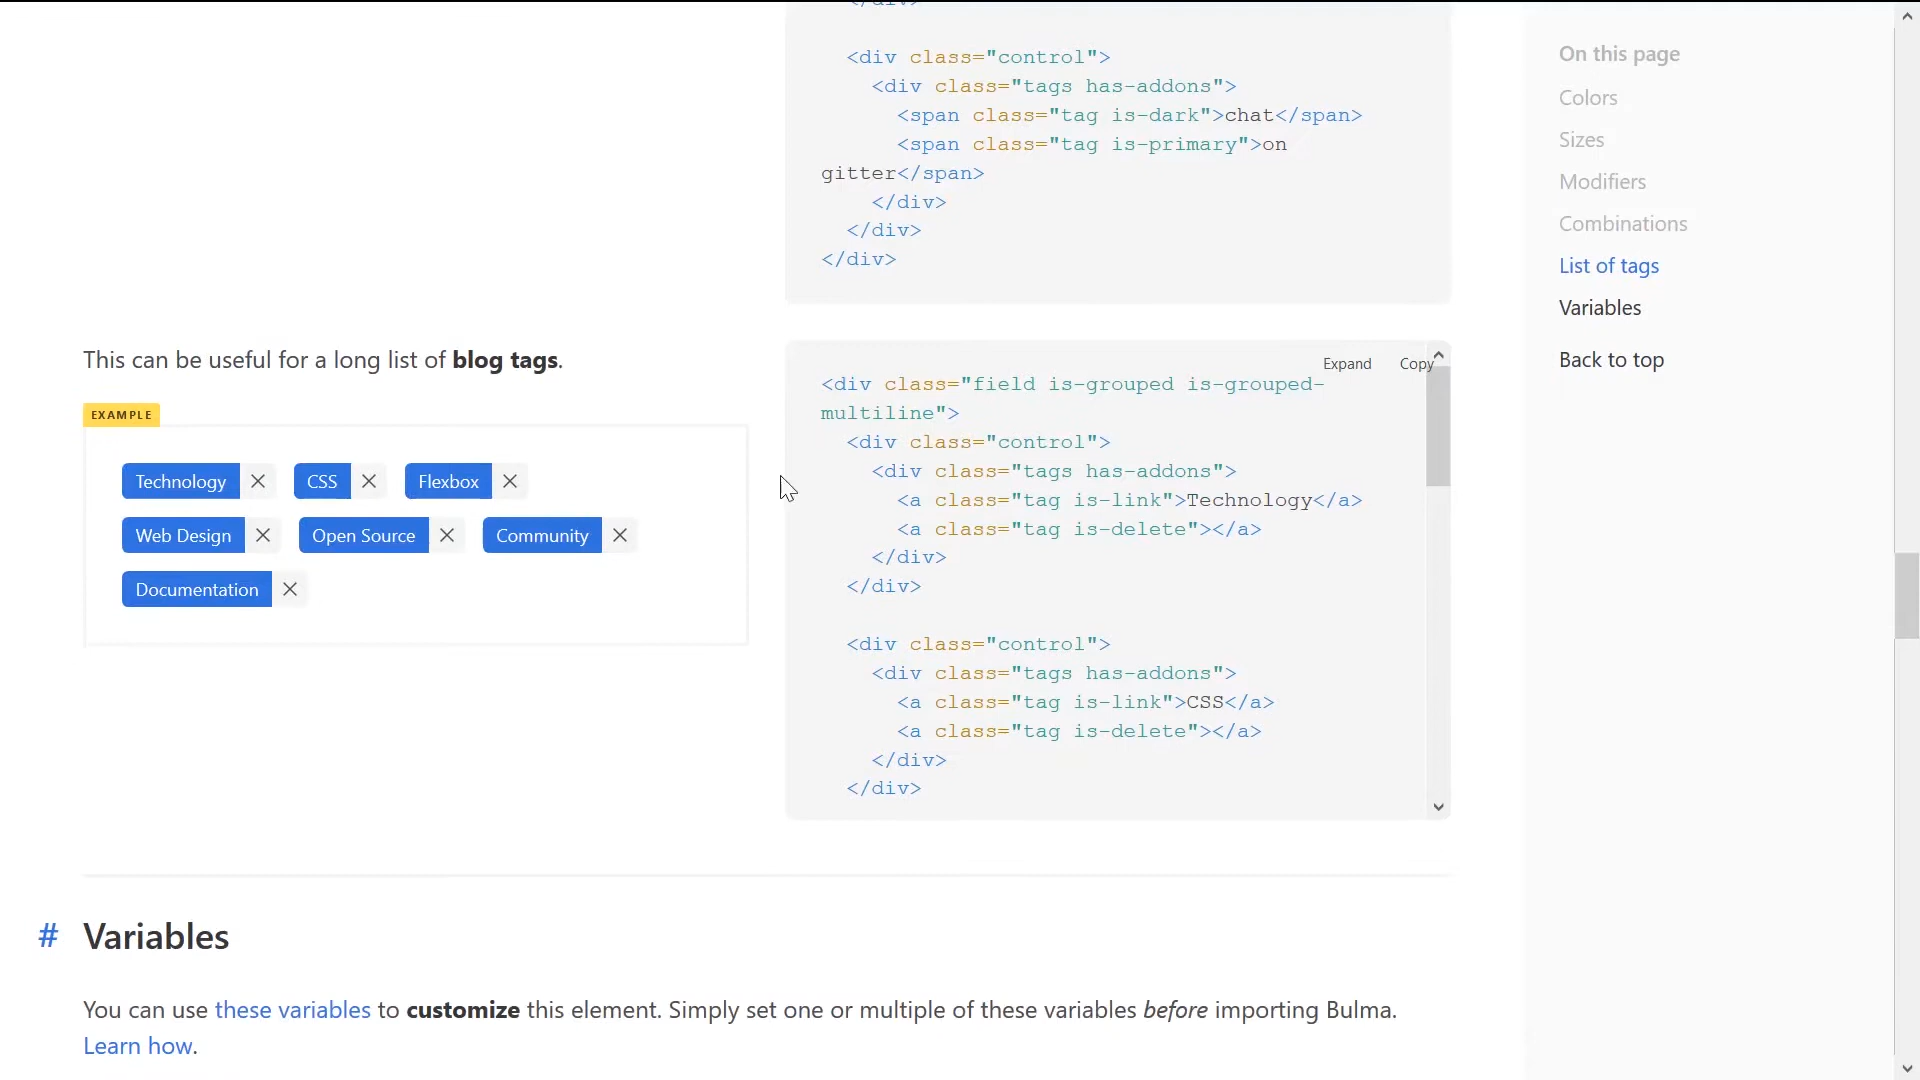 </div>
<div class="control">
<div class="tags has-addons">
<span class="tag is-dark">chat</span>
<span class="tag is-primary">on
gitter</span>
</div>
</div>
</div>
This can be useful for a long list of blog tags.
EXAMPLE
Technology
CSS
Flexbox
Web Design
Open Source
Community
Documentation
Expand Copy
<div class="field is-grouped is-grouped-
multiline">
<div class="control">
<div class="tags has-addons">
<a class="tag is-link">Technology</a>
<a class="tag is-delete"></a>
</div>
</div>
<div class="control">
<div class="tags has-addons">
<a class="tag is-link">CSS</a>
<a class="tag is-delete"></a>
</div>
</div>
# Variables
You can use these variables to customize this element. Simply set one or multiple of these variables before importing Bulma.
Learn how.
On this page
Colors
Sizes
Modifiers
Combinations
List of tags
Variables
Back to top